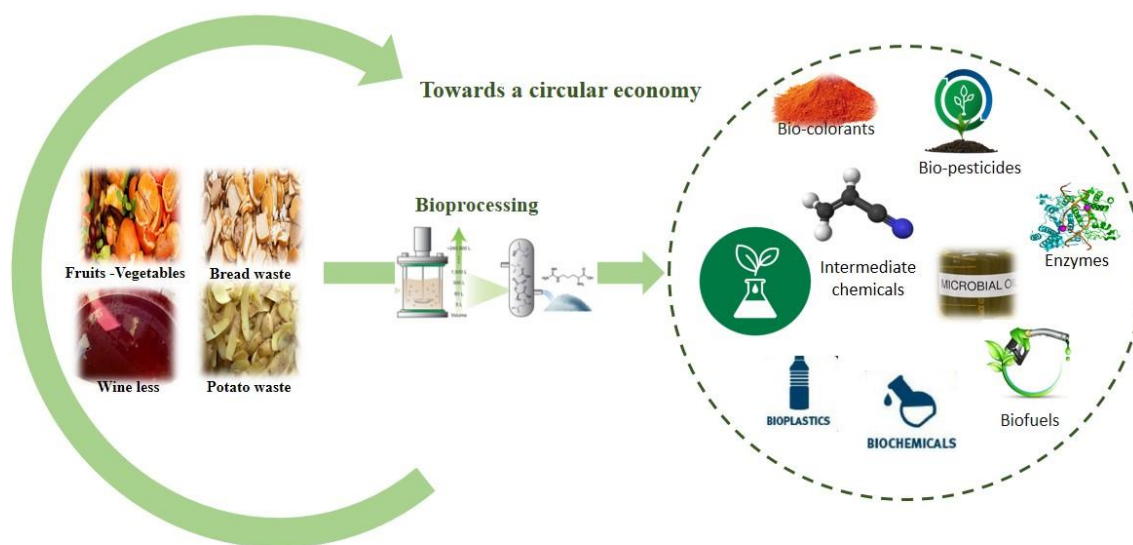 Towards a circular economy
Fruits -Vegetables
Bread waste
Wine less
Potato waste
Bioprocessing
Volume
Bio-colorants
Bio-pesticides
Intermediate
chemicals
Enzymes
MICROBIAL
BIOPLASTICS
BIOCHEMICALS
Biofuels